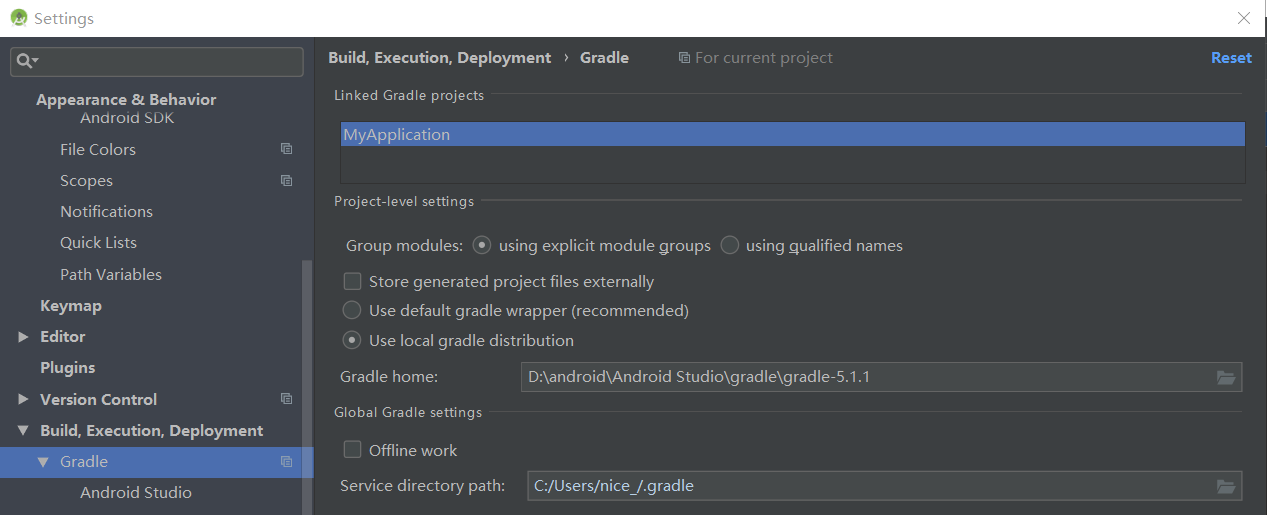 Settings
Appearance & Behavior
Android SDK
File Colors
Scopes
Notifications
Quick Lists
Path Variables
Keymap
Editor
Plugins
Version Control
Build, Execution, Deployment
Gradle
Android Studio
Build, Execution, Deployment › Gradle For current project Reset
Linked Gradle projects
MyApplication
Project-level settings
Group modules: using explicit module groups using qualified names
Store generated project files externally
Use default gradle wrapper (recommended)
Use local gradle distribution
Gradle home: D:\android\Android Studio\gradle\gradle-5.1.1
Global Gradle settings
Offline work
Service directory path: C:/Users/nice_/.gradle